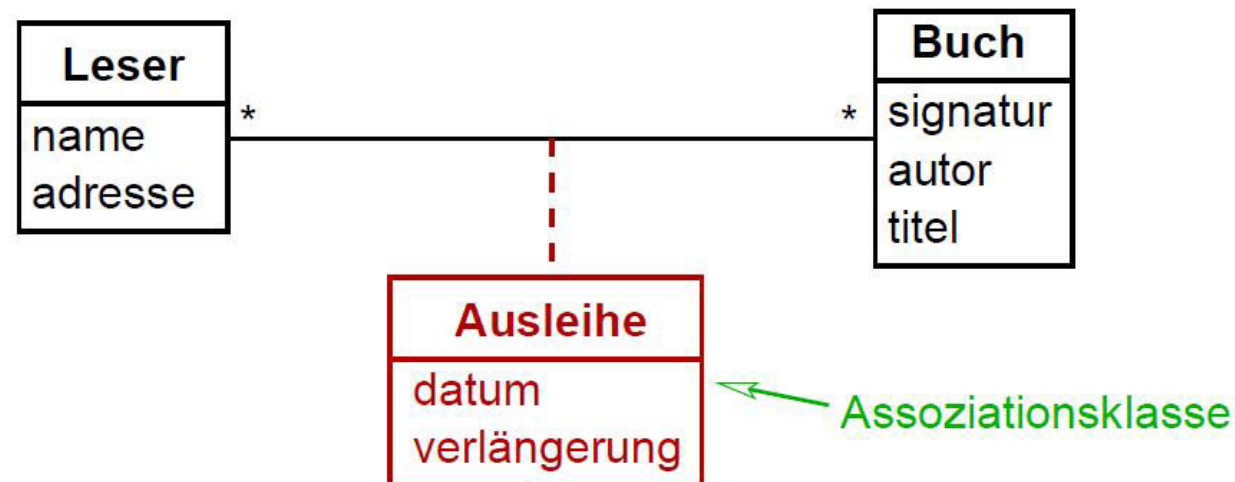 Leser
name
adresse
*
*
Buch
signatur
autor
titel
Ausleihe
datum
verlängerung
Assoziationsklasse